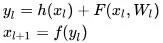 y_l = h(x_l) + F(x_l, W_l)
x_{l+1} = f(y_l)